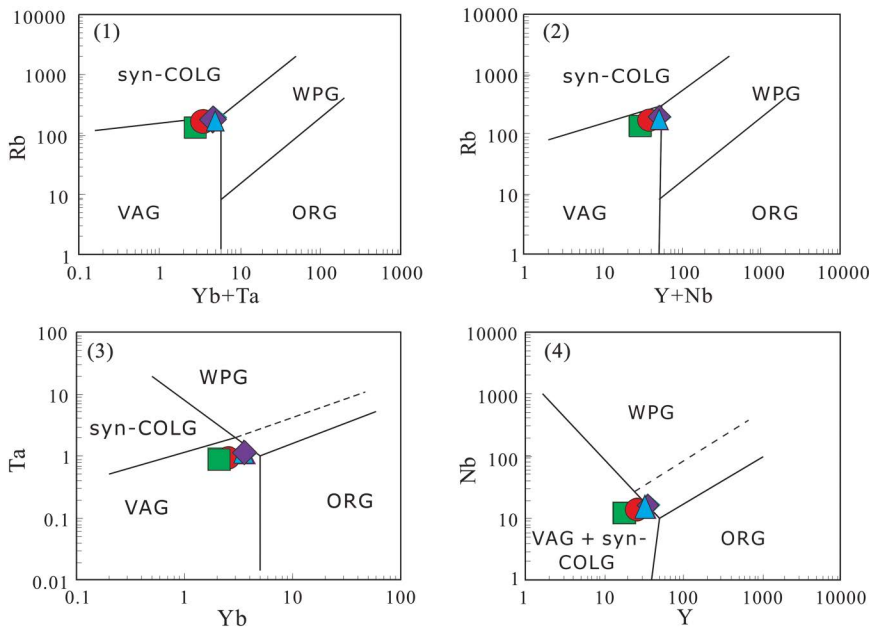 10000
(1)
syn-COLG
1000
WPG
Rb
100
10
VAG
ORG
1
0.1
1
10
100
1000
Yb+Ta
10000
(2)
syn-COLG
1000
WPG
Rb
100
10
VAG
ORG
1
1
10
100
1000
10000
Y+Nb
100
(3)
WPG
10
syn-COLG
Ta
1
VAG
ORG
0.1
0.01
0.1
1
10
100
Yb
10000
(4)
1000
WPG
Nb
100
10
VAG + syn-
COLG
ORG
1
1
10
100
1000
10000
Y